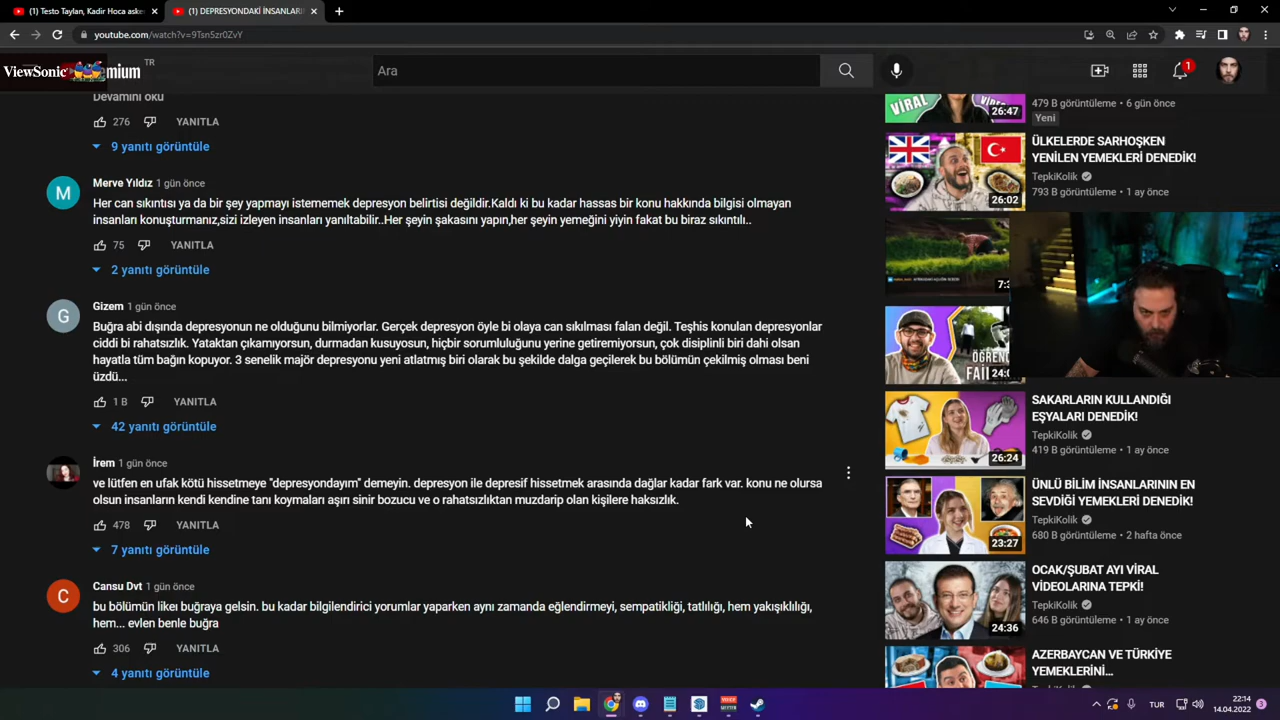 (1) Testo Taylan, Kadir Hoca aske
(1) DEPRESYONDAKİ İNSANLARI
youtube.com/watch?v=9Tsn5zr0ZvY
ViewSonic
mium
TR
Ara
1
Devamını oku
276
YANITLA
9 yanıtı görüntüle
M
Merve Yıldız 1 gün önce
Her can sıkıntısı ya da bir şey yapmayı istememek depresyon belirtisi değildir.Kaldı ki bu kadar hassas bir konu hakkında bilgisi olmayan
insanları konuşturmanız,sizi izleyen insanları yanıltabilir..Her şeyin şakasını yapın,her şeyin yemeğini yiyin fakat bu biraz sıkıntılı..
75
YANITLA
2 yanıtı görüntüle
G
Gizem 1 gün önce
Buğra abi dışında depresyonun ne olduğunu bilmiyorlar. Gerçek depresyon öyle bi olaya can sıkılması falan değil. Teşhis konulan depresyonlar
ciddi bi rahatsızlık. Yataktan çıkamıyorsun, durmadan kusuyosun, hiçbir sorumluluğunu yerine getiremiyorsun, çok disiplinli biri dahi olsan
hayatla tüm bağın kopuyor. 3 senelik majör depresyonu yeni atlatmış biri olarak bu şekilde dalga geçilerek bu bölümün çekilmiş olması beni
üzdü...
1 B
YANITLA
42 yanıtı görüntüle
İrem 1 gün önce
ve lütfen en ufak kötü hissetmeye "depresyondayım" demeyin. depresyon ile depresif hissetmek arasında dağlar kadar fark var. konu ne olursa
olsun insanların kendi kendine tanı koymaları aşırı sinir bozucu ve o rahatsızlıktan muzdarip olan kişilere haksızlık.
478
YANITLA
7 yanıtı görüntüle
C
Cansu Dvt 1 gün önce
bu bölümün likeı buğraya gelsin. bu kadar bilgilendirici yorumlar yaparken aynı zamanda eğlendirmeyi, sempatikliği, tatlılığı, hem yakışıklılığı,
hem... evlen benle buğra
306
YANITLA
4 yanıtı görüntüle
VİRAL
26:47
479 B görüntüleme • 6 gün önce
Yeni
ÜLKELERDE SARHOŞKEN
YENİLEN YEMEKLERİ DENEDİK!
TepkiKolik
793 B görüntüleme • 1 ay önce
26:02
7:3
ÖĞREN
FAİL
24:0
SAKARLARIN KULLANDIĞI
EŞYALARI DENEDİK!
TepkiKolik
419 B görüntüleme • 1 ay önce
26:24
ÜNLÜ BİLİM İNSANLARININ EN
SEVDİĞİ YEMEKLERİ DENEDİK!
TepkiKolik
680 B görüntüleme • 2 hafta önce
23:27
OCAK/ŞUBAT AYI VİRAL
VİDEOLARINA TEPKİ!
TepkiKolik
646 B görüntüleme • 1 ay önce
24:36
AZERBAYCAN VE TÜRKİYE
YEMEKLERİNİ...
TUR
22:14
14.04.2022
3